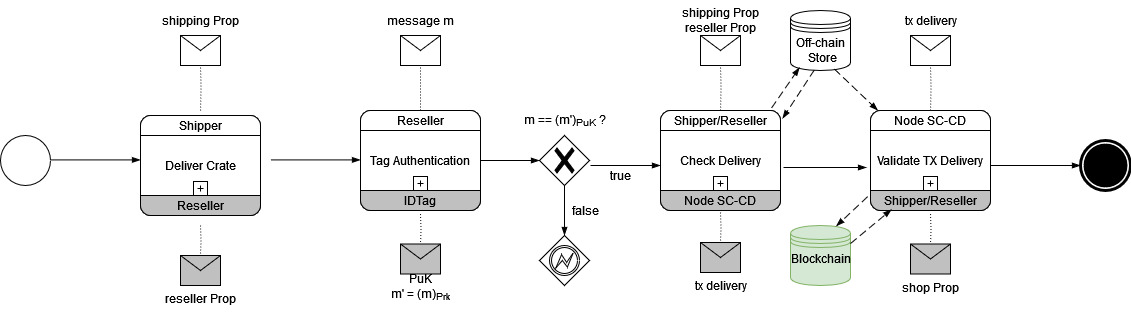 shipping Prop
Shipper
Deliver Crate
+
Reseller
reseller Prop
message m
Reseller
Tag Authentication
+
IDTag
PuK
m' = (m)Prk
m == (m')PuK ?
true
false
shipping Prop
reseller Prop
Shipper/Reseller
Check Delivery
+
Node SC-CD
tx delivery
Off-chain
Store
Blockchain
tx delivery
Node SC-CD
Validate TX Delivery
+
Shipper/Reseller
shop Prop